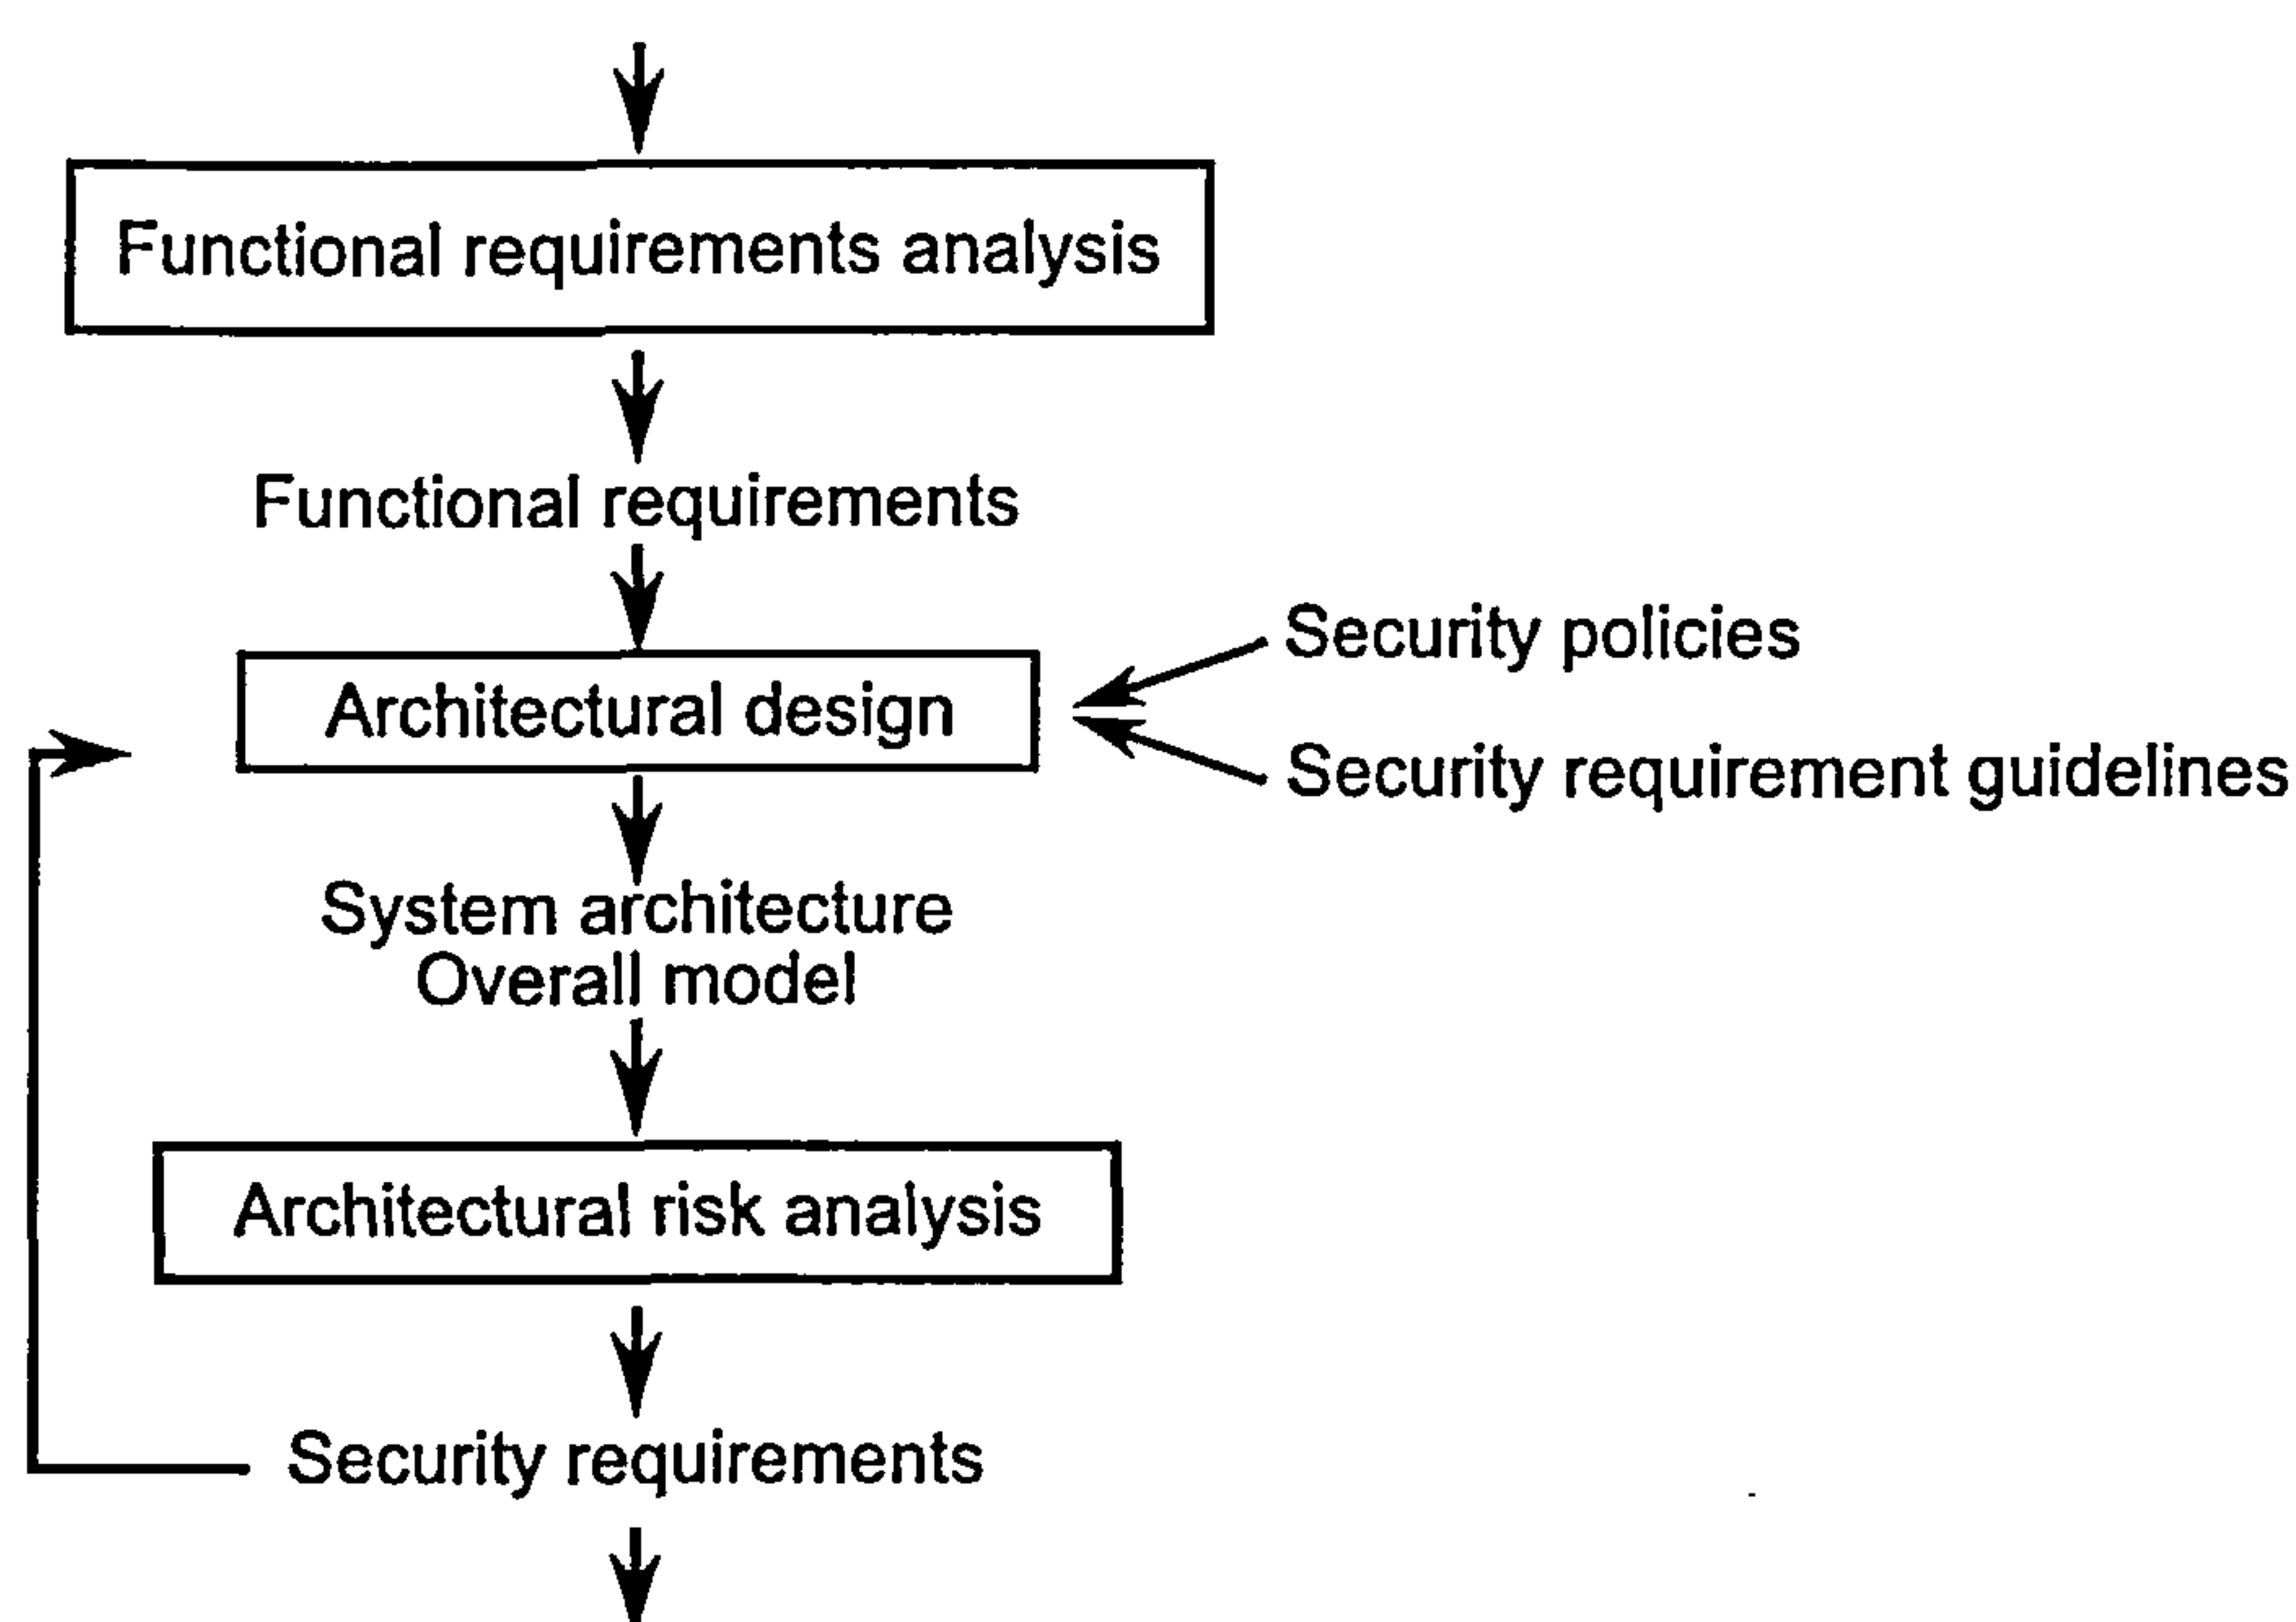 Functional requirements analysis
Functional requirements
Security policies
Architectural design
Security requirement guidelines
System architecture
Overall model
Architectural risk analysis
Security requirements